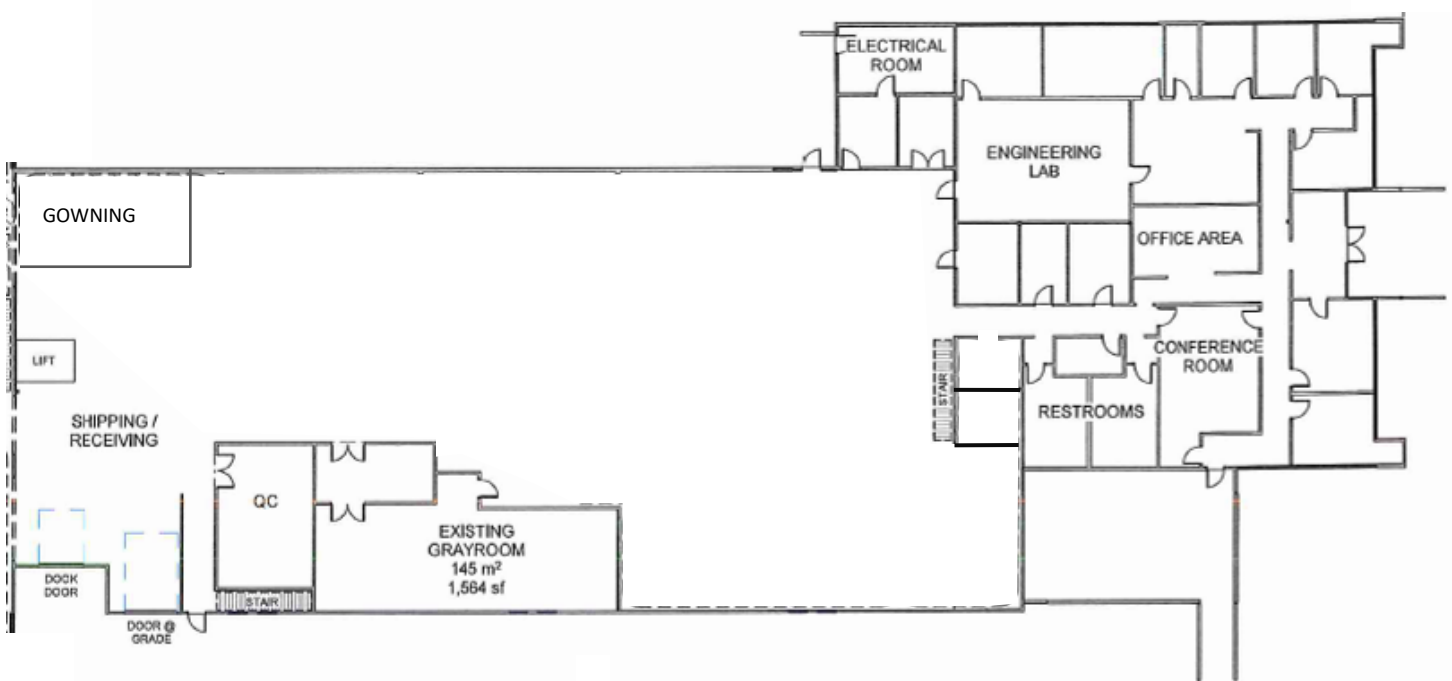 ELECTRICAL
ROOM
ENGINEERING
LAB
GOWNING
OFFICE AREA
LIFT
CONFERENCE
ROOM
STAIR
SHIPPING /
RECEIVING
RESTROOMS
QC
EXISTING
GRAYROOM
145 m²
1,564 sf
DOCK
DOOR
STAIR
DOOR @
GRADE